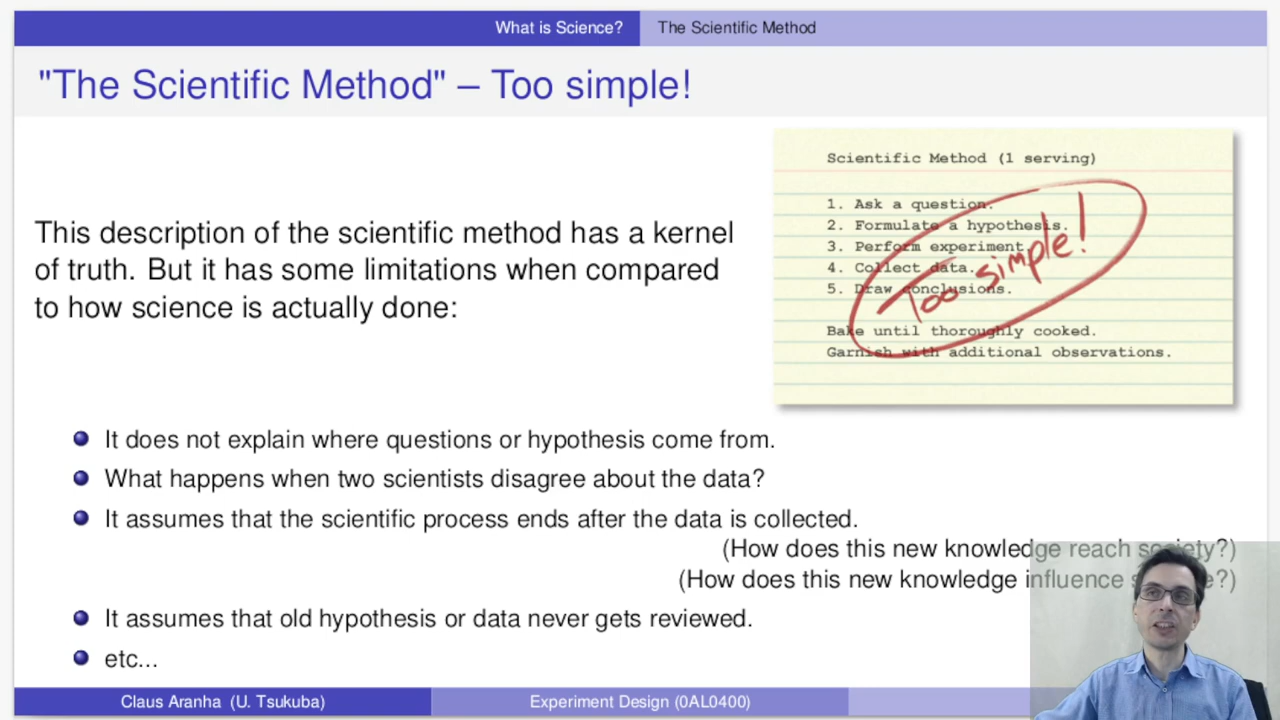 What is Science?
The Scientific Method
"The Scientific Method" – Too simple!
Scientific Method (1 serving)
1. Ask a question.
2. Formulate a hypothesis.
3. Perform experiment.
4. Collect data.
5. Draw conclusions.
Too simple!
Bake until thoroughly cooked.
Garnish with additional observations.
This description of the scientific method has a kernel
of truth. But it has some limitations when compared
to how science is actually done:
It does not explain where questions or hypothesis come from.
What happens when two scientists disagree about the data?
It assumes that the scientific process ends after the data is collected.
(How does this new knowledge reach society?)
(How does this new knowledge influence ?)
It assumes that old hypothesis or data never gets reviewed.
etc...
Claus Aranha (U. Tsukuba)
Experiment Design (0AL0400)